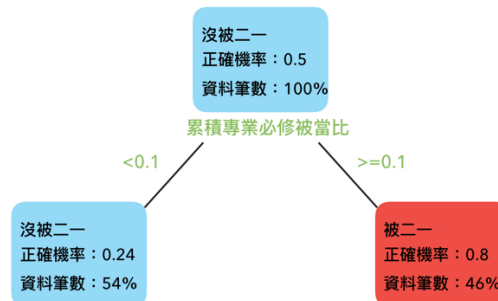 沒被二一
正確機率：0.5
資料筆數：100%
累積專業必修被當比
<0.1
>=0.1
沒被二一
正確機率：0.24
資料筆數：54%
被二一
正確機率：0.8
資料筆數：46%